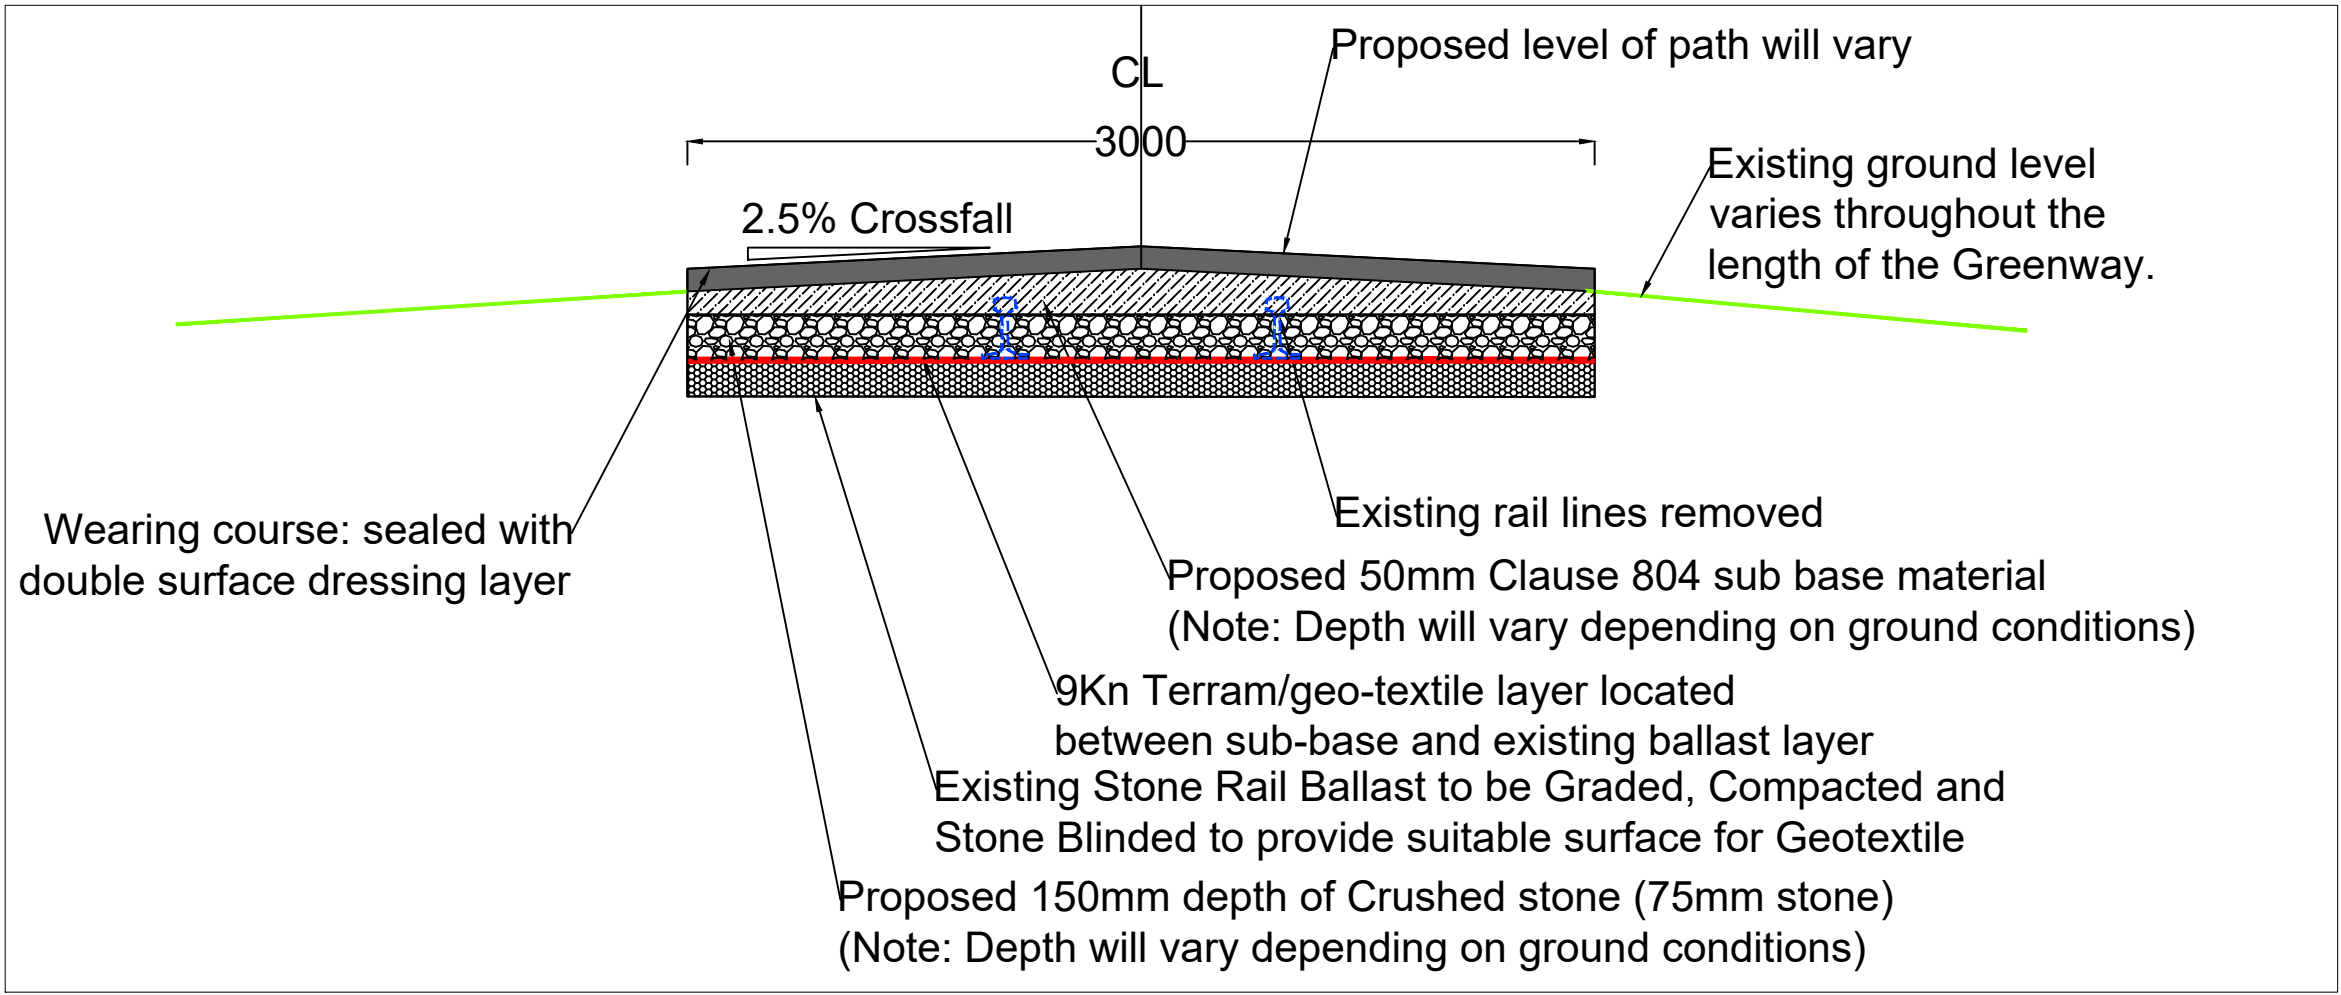 Proposed level of path will vary
CL
3000
Existing ground level
varies throughout the
length of the Greenway.
2.5% Crossfall
Wearing course: sealed with
double surface dressing layer
Existing rail lines removed
Proposed 50mm Clause 804 sub base material
(Note: Depth will vary depending on ground conditions)
9Kn Terram/geo-textile layer located
between sub-base and existing ballast layer
Existing Stone Rail Ballast to be Graded, Compacted and
Stone Blinded to provide suitable surface for Geotextile
Proposed 150mm depth of Crushed stone (75mm stone)
(Note: Depth will vary depending on ground conditions)